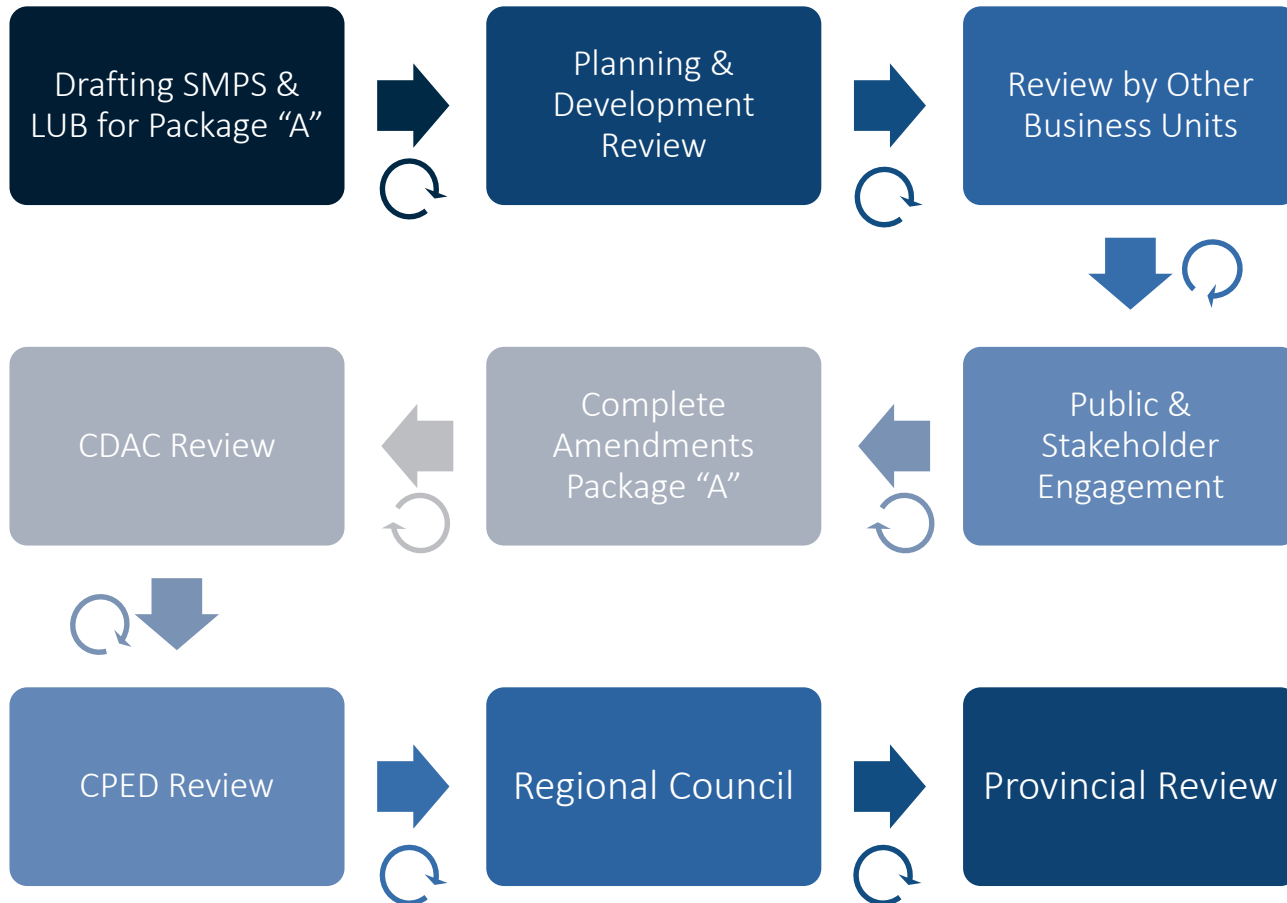 Drafting SMPS &
LUB for Package “A”
Planning &
Development
Review
Review by Other
Business Units
Public &
Stakeholder
Engagement
Complete
Amendments
Package “A”
CDAC Review
CPED Review
Regional Council
Provincial Review